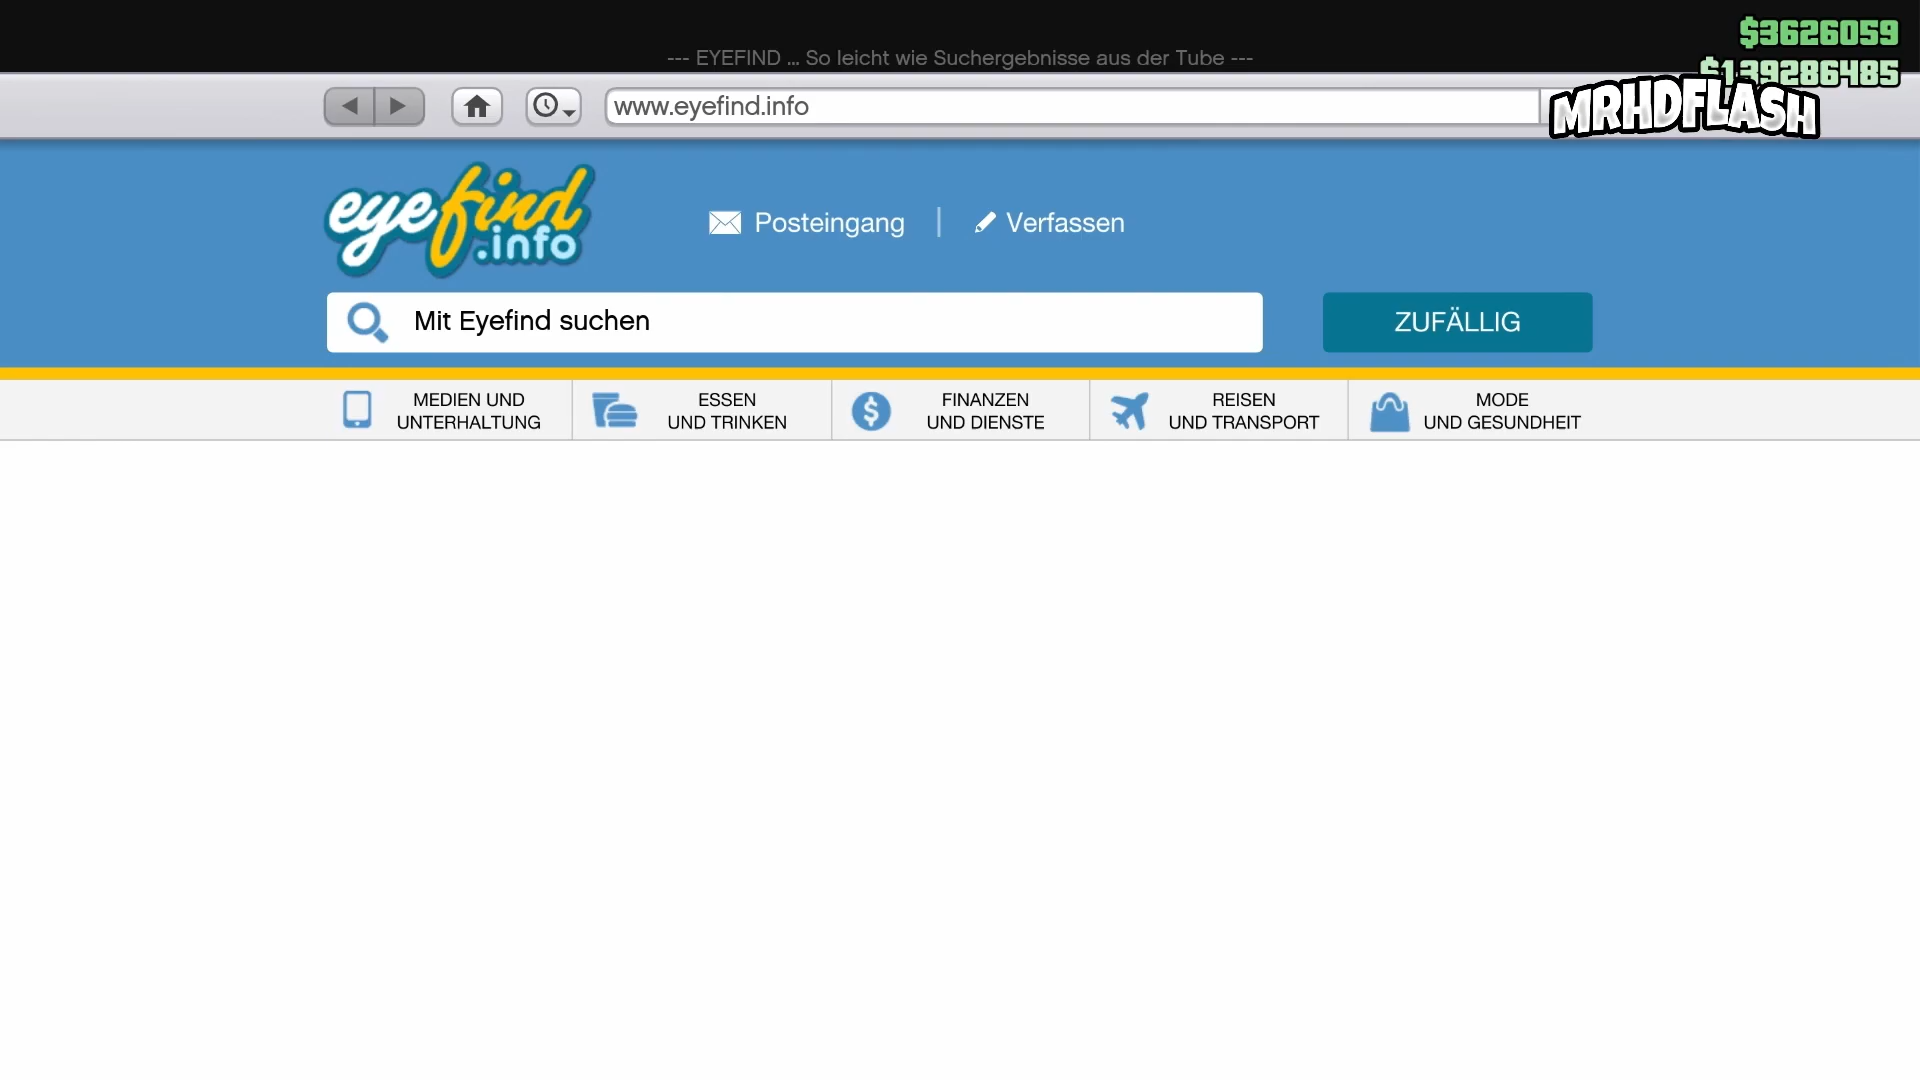 $3626059
--- EYEFIND ... So leicht wie Suchergebnisse aus der Tube ---
$139286485
www.eyefind.info
MRHDFLASH
eyefind
.info
Posteingang
Verfassen
Mit Eyefind suchen
ZUFÄLLIG
MEDIEN UND
UNTERHALTUNG
ESSEN
UND TRINKEN
FINANZEN
UND DIENSTE
REISEN
UND TRANSPORT
MODE
UND GESUNDHEIT